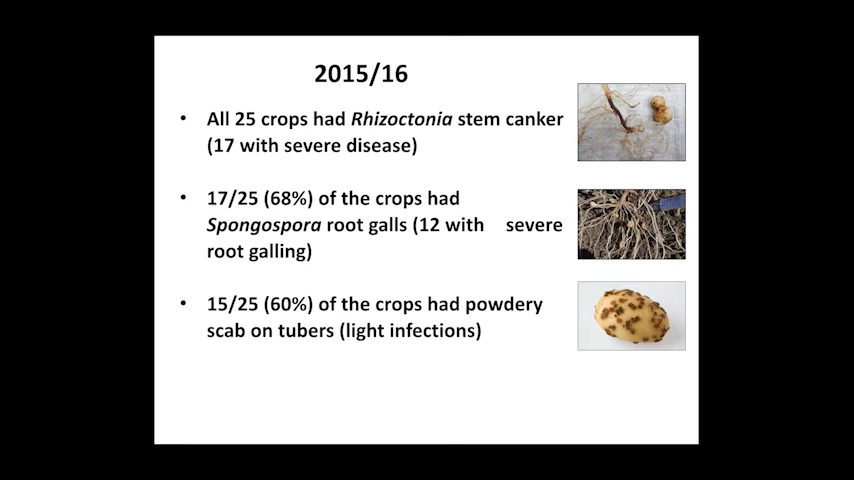 2015/16
• All 25 crops had Rhizoctonia stem canker
(17 with severe disease)
• 17/25 (68%) of the crops had
Spongospora root galls (12 with severe
root galling)
• 15/25 (60%) of the crops had powdery
scab on tubers (light infections)